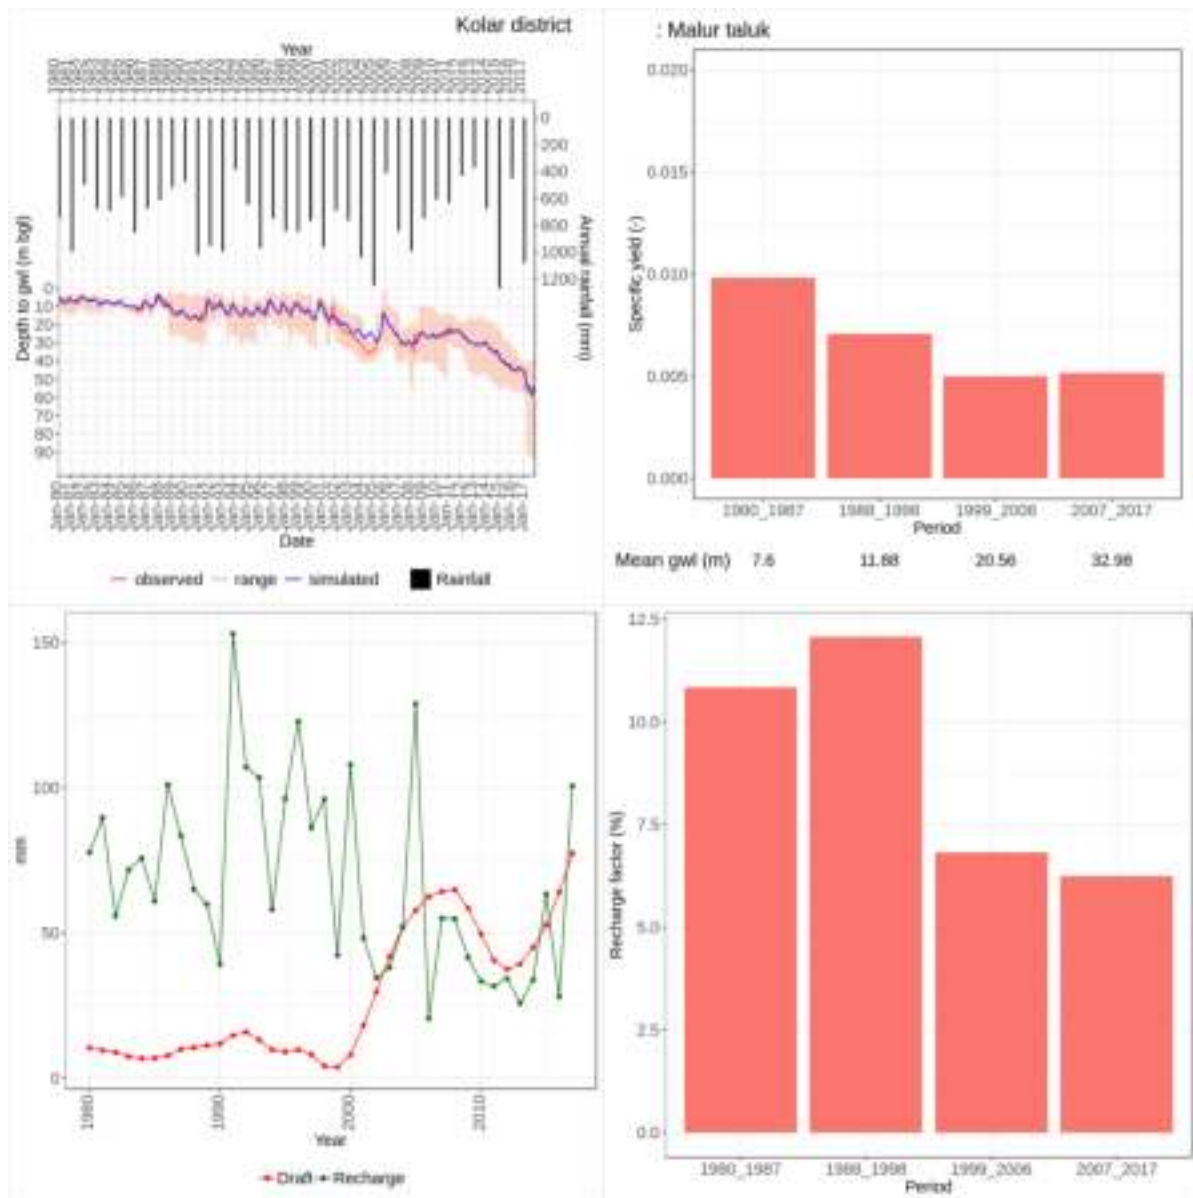 Kolar district
: Malur taluk
Year
0
200
400
600
800
1000
1200
Annual rainfall (mm)
Depth to gwl (m bgl)
0
10
20
30
40
50
60
70
80
90
Date
observed range simulated Rainfall
0.020
0.015
0.010
0.005
0.000
Specific yield (-)
1980_1987 1988_1998 1999_2006 2007_2017
Period
Mean gwl (m) 7.6 11.88 20.56 32.98
150
100
50
0
mm
1980 1990 2000 2010
Year
Draft Recharge
12.5
10.0
7.5
5.0
2.5
0.0
Recharge factor (%)
1980_1987 1988_1998 1999_2006 2007_2017
Period